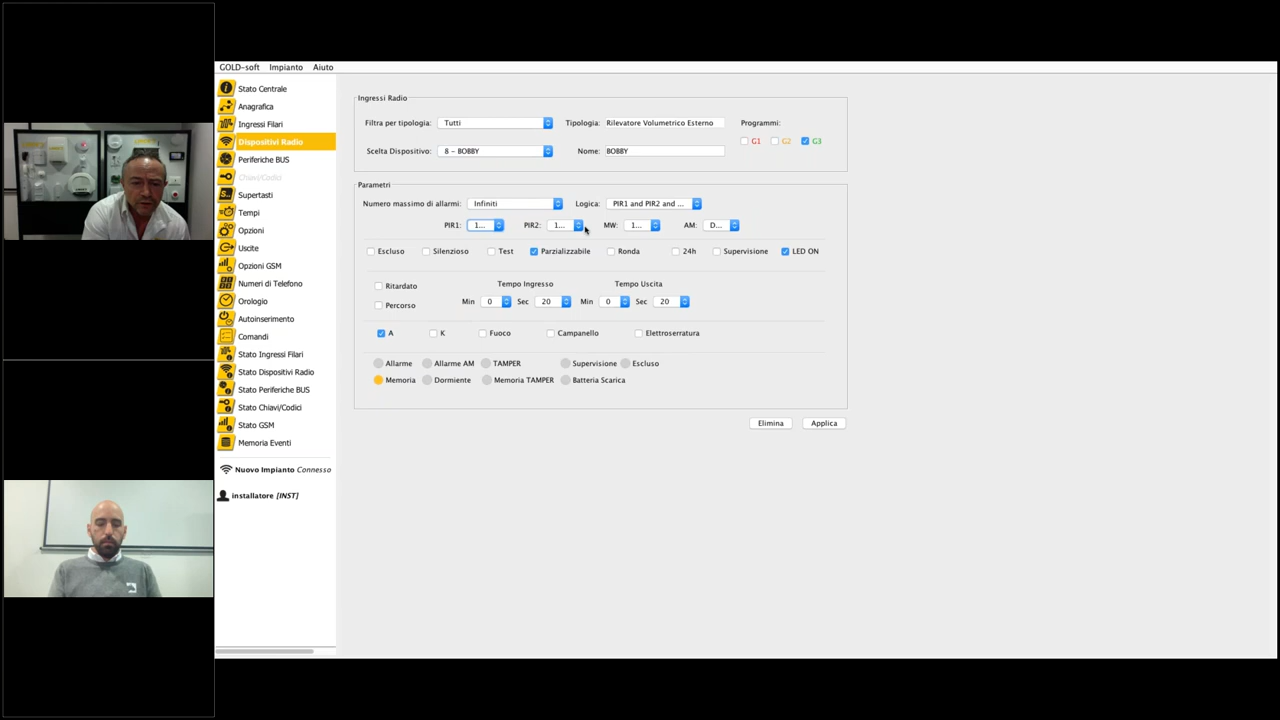 GOLD-soft Impianto Aiuto
Stato Centrale
Anagrafica
Ingressi Filari
Dispositivi Radio
Periferiche BUS
Chiavi/Codici
Supertasti
Tempi
Opzioni
Uscite
Opzioni GSM
Numeri di Telefono
Orologio
Autoinserimento
Comandi
Stato Ingressi Filari
Stato Dispositivi Radio
Stato Periferiche BUS
Stato Chiavi/Codici
Stato GSM
Memoria Eventi
Nuovo Impianto Connesso
installatore [INST]
Ingressi Radio
Filtra per tipologia: Tutti Tipologia: Rilevatore Volumetrico Esterno Programmi:
G1 G2 G3
Scelta Dispositivo: 8 - BOBBY Nome: BOBBY
Parametri
Numero massimo di allarmi: Infiniti Logica: PIR1 and PIR2 and ...
PIR1: 1... PIR2: 1... MW: 1... AM: D...
Escluso Silenzioso Test Parzializzabile Ronda 24h Supervisione LED ON
Ritardato Tempo Ingresso Tempo Uscita
Percorso Min 0 Sec 20 Min 0 Sec 20
A K Fuoco Campanello Elettroserratura
Allarme Allarme AM TAMPER Supervisione Escluso
Memoria Dormiente Memoria TAMPER Batteria Scarica
Elimina Applica